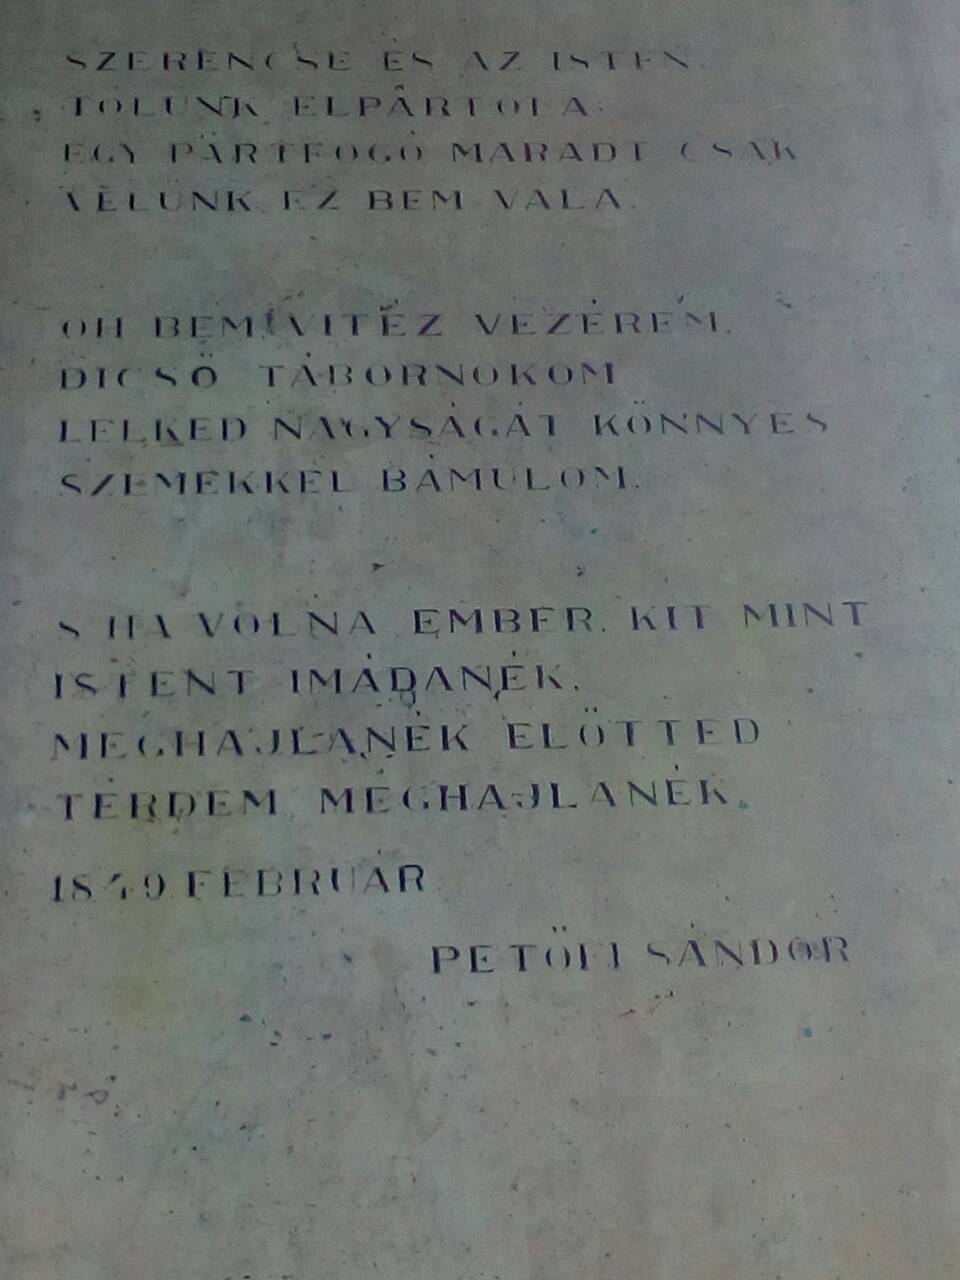 SZERENCSE ÉS AZ ISTEN
TOLUNK ELPÁRTOLA.
EGY PÁRTFOGÓ MARADT CSAK
VÉLÜNK EZ BEM VALA.
OH BEM! VITÉZ VEZÉREM.
DICSŐ TÁBORNOKOM
LELKED NAGYSÁGÁT KÖNNYES
SZEMEKKEL BÁMULOM.
S HA VOLNA EMBER. KIT MINT
ISTENT IMÁDANÉK.
MEGHAJLANÉK ELŐTTED
TÉRDEM MEGHAJLANÉK.
1849 FEBRUÁR
PETŐFI SÁNDOR